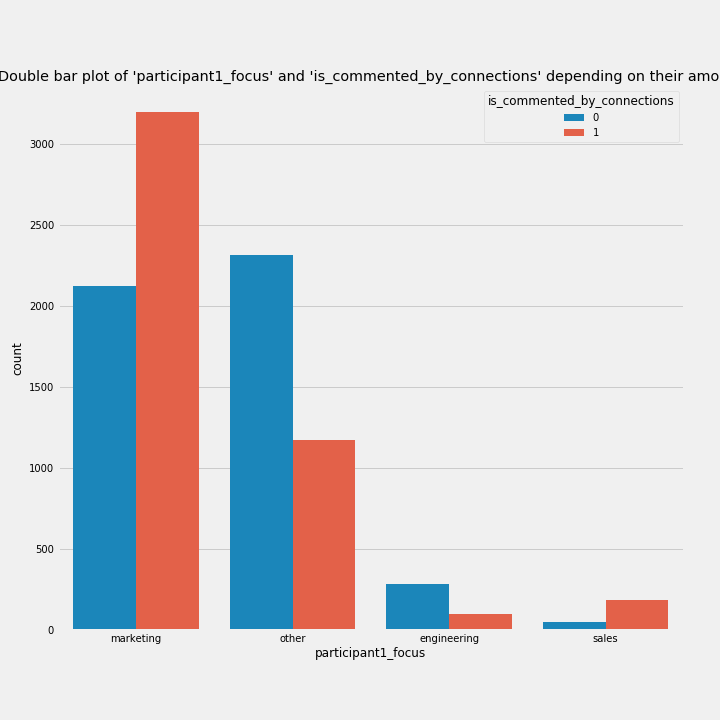 Double bar plot of 'participant1_focus' and 'is_commented_by_connections' depending on their amo
is_commented_by_connections
0
1
3000
2500
2000
1500
1000
500
0
count
marketing
other
engineering
sales
participant1_focus